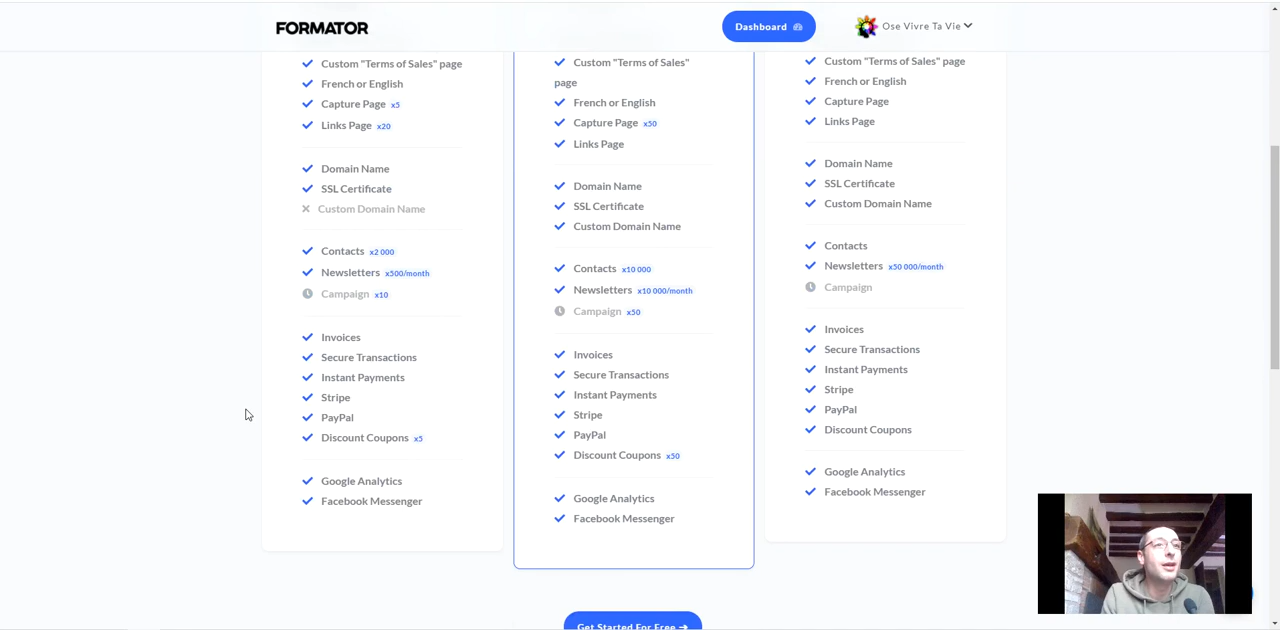 FORMATOR
Dashboard
Ose Vivre Ta Vie
Custom "Terms of Sales" page
French or English
Capture Page x5
Links Page x20
Domain Name
SSL Certificate
Custom Domain Name
Contacts x2 000
Newsletters x500/month
Campaign x10
Invoices
Secure Transactions
Instant Payments
Stripe
PayPal
Discount Coupons x5
Google Analytics
Facebook Messenger
Custom "Terms of Sales"
page
French or English
Capture Page x50
Links Page
Domain Name
SSL Certificate
Custom Domain Name
Contacts x10 000
Newsletters x10 000/month
Campaign x50
Invoices
Secure Transactions
Instant Payments
Stripe
PayPal
Discount Coupons x50
Google Analytics
Facebook Messenger
Custom "Terms of Sales" page
French or English
Capture Page
Links Page
Domain Name
SSL Certificate
Custom Domain Name
Contacts
Newsletters x50 000/month
Campaign
Invoices
Secure Transactions
Instant Payments
Stripe
PayPal
Discount Coupons
Google Analytics
Facebook Messenger
Get Started For Free →